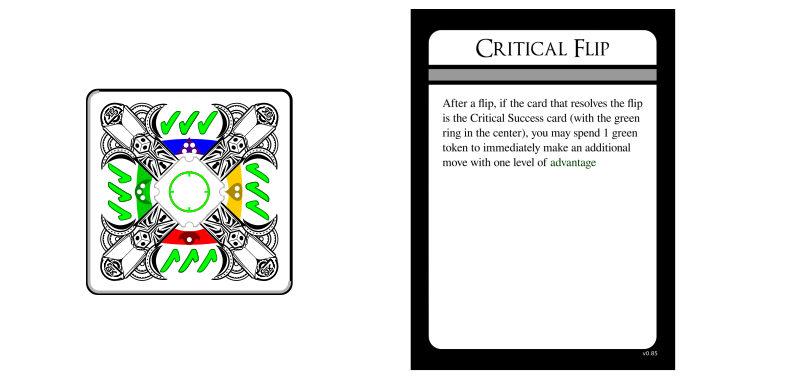 CRITICAL FLIP
After a flip, if the card that resolves the flip
is the Critical Success card (with the green
ring in the center), you may spend 1 green
token to immediately make an additional
move with one level of advantage
v0.85